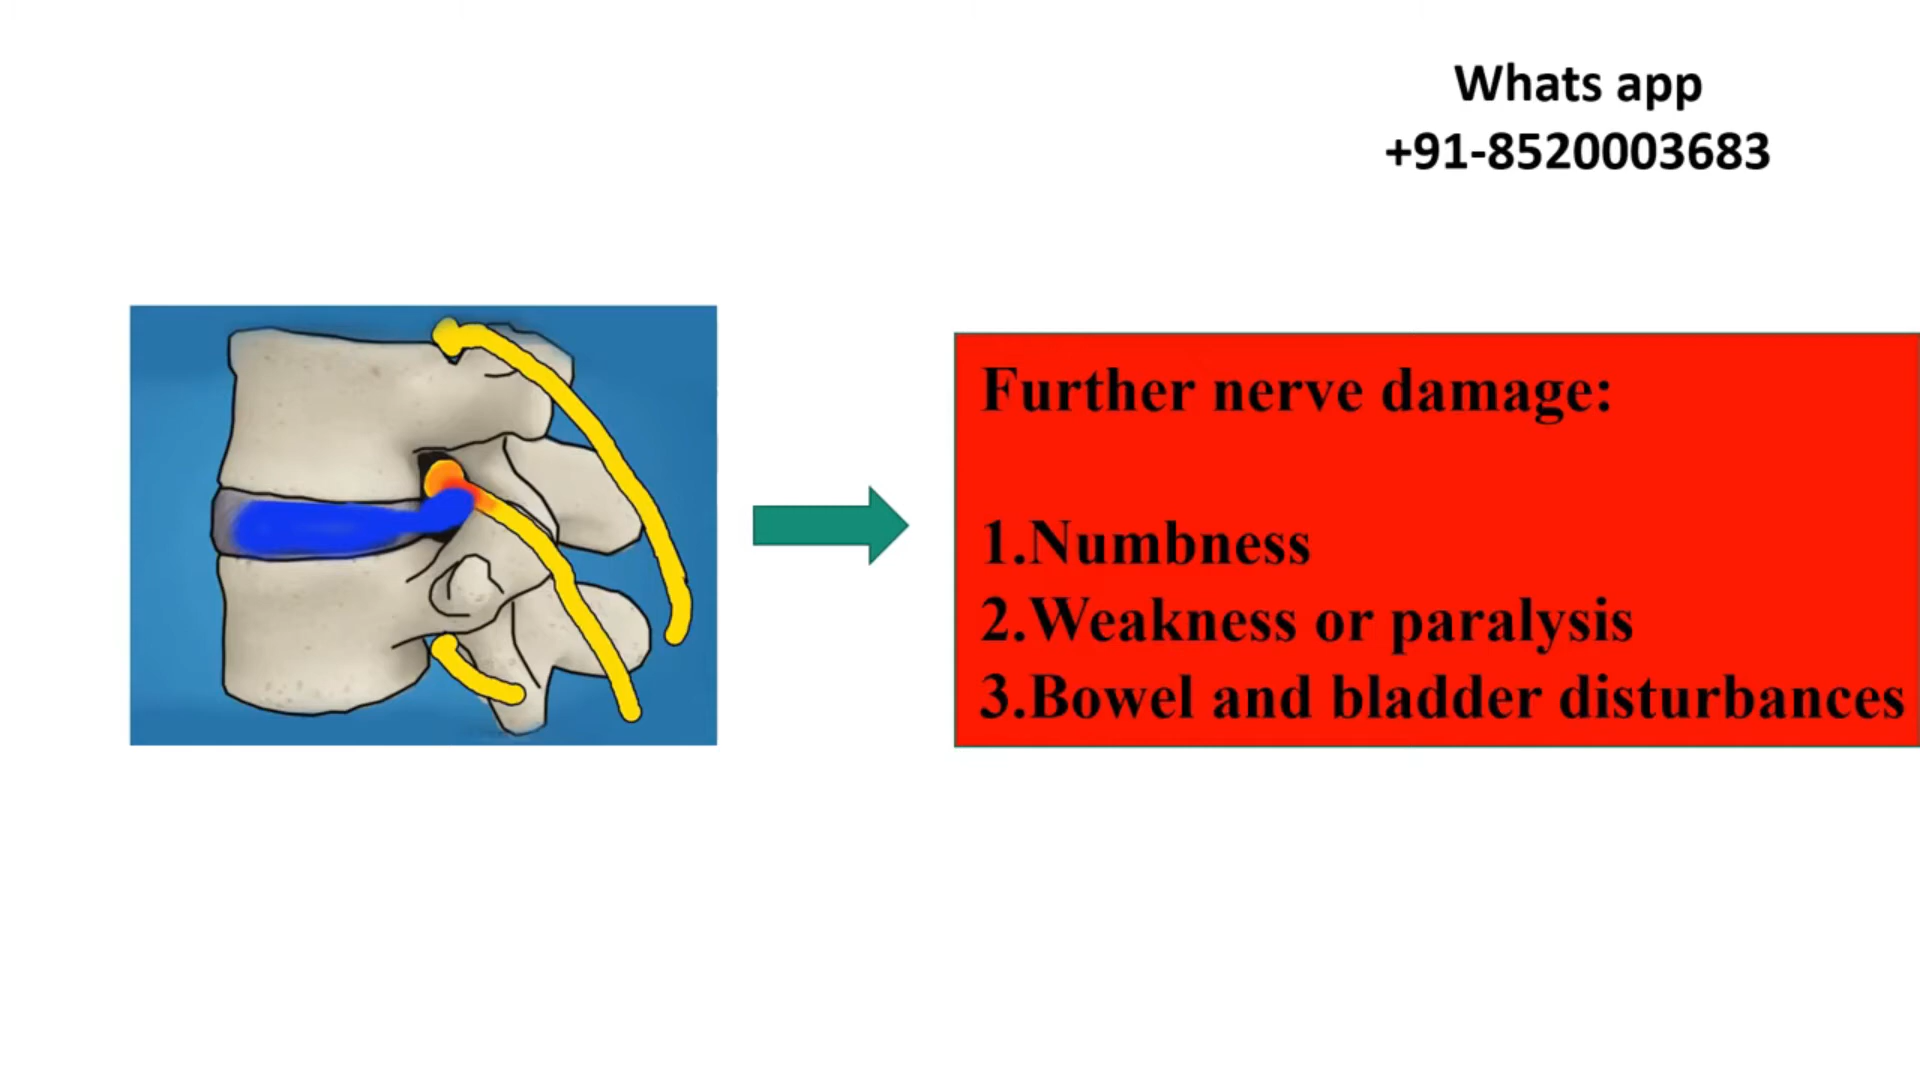 Whats app
+91-8520003683
Further nerve damage:
1.Numbness
2.Weakness or paralysis
3.Bowel and bladder disturbances